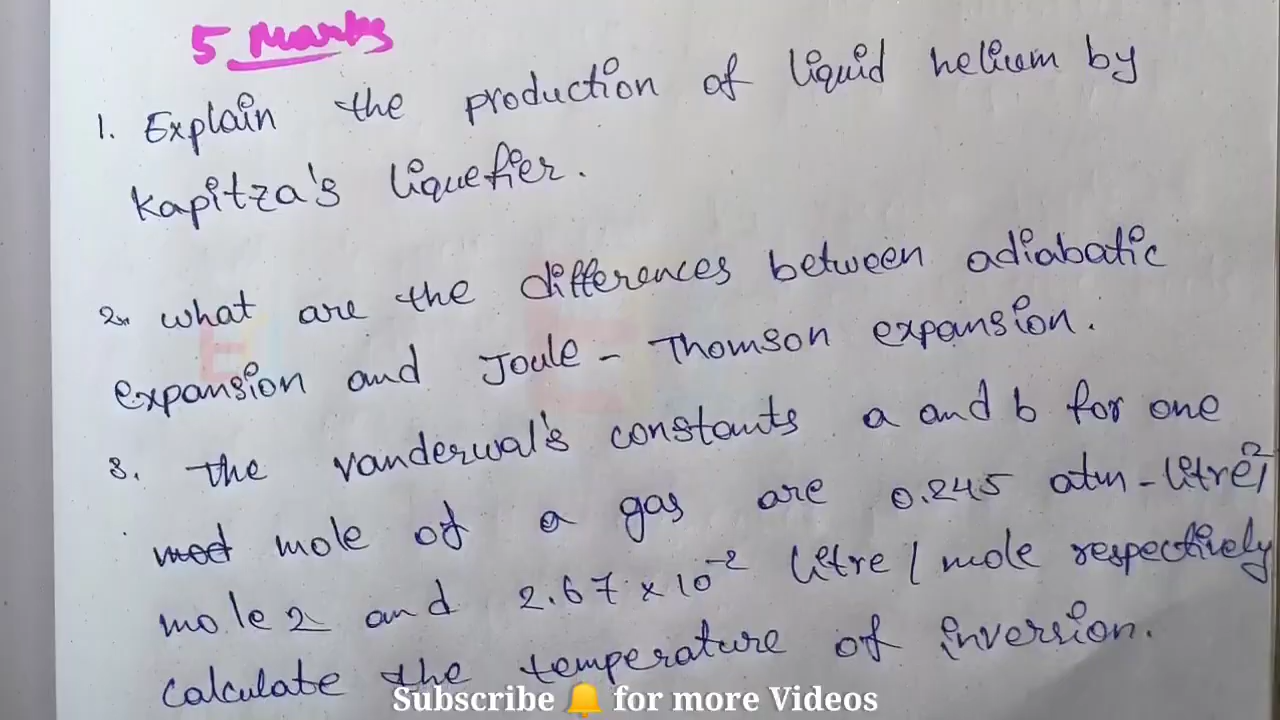 5 Marks
1. Explain the production of liquid helium by
Kapitza's liquefier.
2. what are the differences between adiabatic
expansion and Joule - Thomson expansion.
3. The vanderwal's constants a and b for one
mole of a gas are 0.245 atm-litre²/
mole2 and 2.67 x 10⁻² litre / mole respectively
calculate the temperature of inversion.
Subscribe 🔔 for more Videos